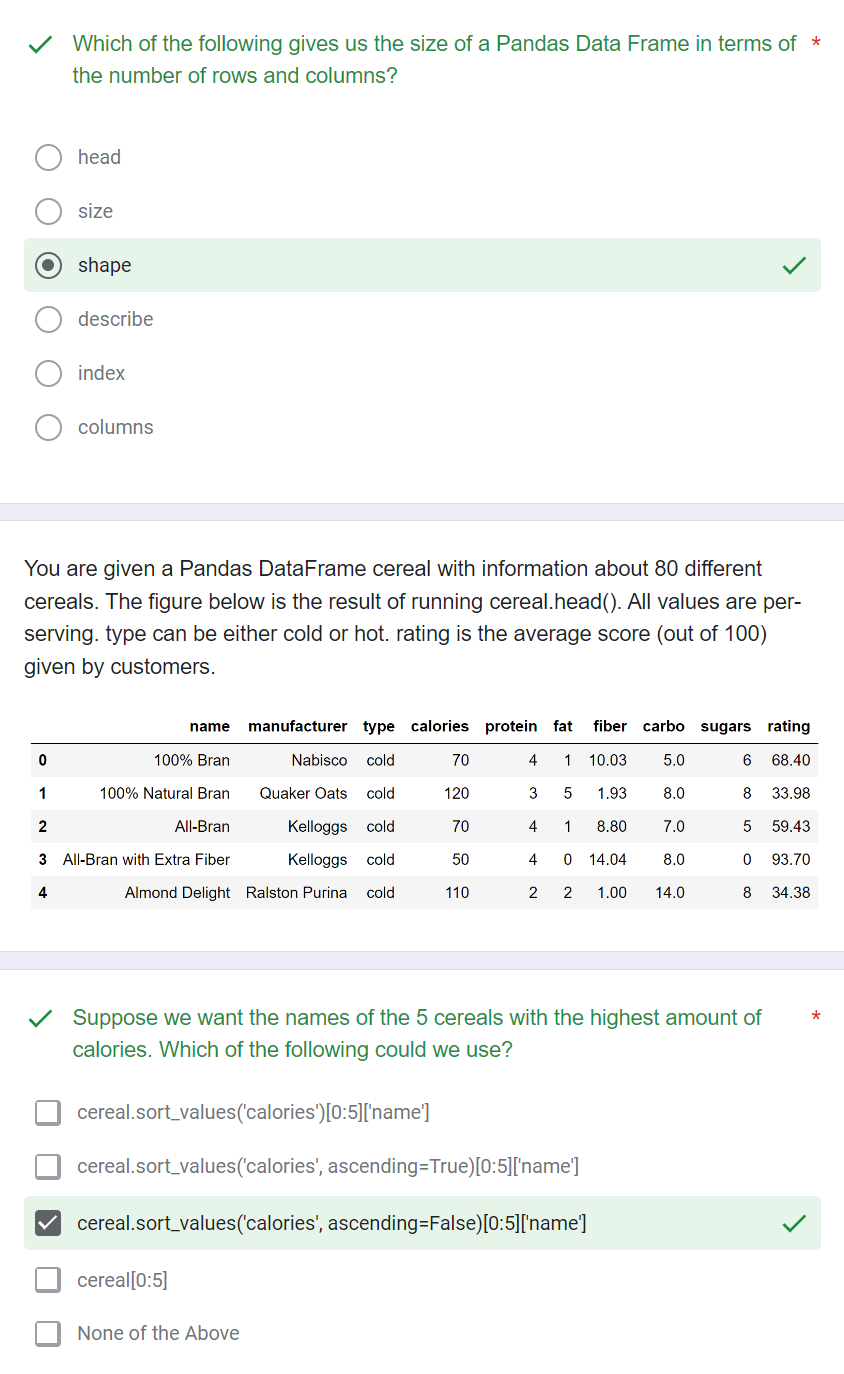 Which of the following gives us the size of a Pandas Data Frame in terms of *
the number of rows and columns?
head
size
shape
describe
index
columns
You are given a Pandas DataFrame cereal with information about 80 different
cereals. The figure below is the result of running cereal.head(). All values are per-
serving. type can be either cold or hot. rating is the average score (out of 100)
given by customers.
name manufacturer type calories protein fat fiber carbo sugars rating
0 100% Bran Nabisco cold 70 4 1 10.03 5.0 6 68.40
1 100% Natural Bran Quaker Oats cold 120 3 5 1.93 8.0 8 33.98
2 All-Bran Kelloggs cold 70 4 1 8.80 7.0 5 59.43
3 All-Bran with Extra Fiber Kelloggs cold 50 4 0 14.04 8.0 0 93.70
4 Almond Delight Ralston Purina cold 110 2 2 1.00 14.0 8 34.38
Suppose we want the names of the 5 cereals with the highest amount of *
calories. Which of the following could we use?
cereal.sort_values('calories')[0:5]['name']
cereal.sort_values('calories', ascending=True)[0:5]['name']
cereal.sort_values('calories', ascending=False)[0:5]['name']
cereal[0:5]
None of the Above